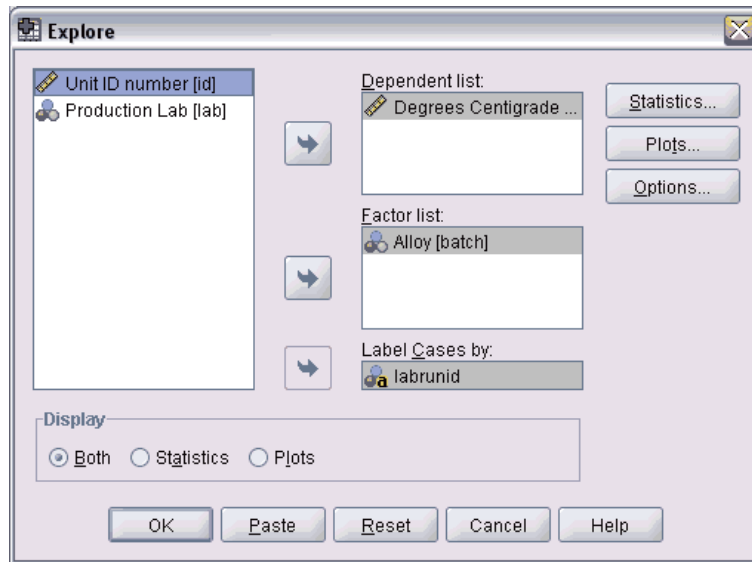 Explore
Unit ID number [id]
Production Lab [lab]
Dependent list:
Degrees Centigrade ...
Factor list:
Alloy [batch]
Label Cases by:
a labrunid
Statistics...
Plots...
Options...
Display
Both Statistics Plots
OK Paste Reset Cancel Help